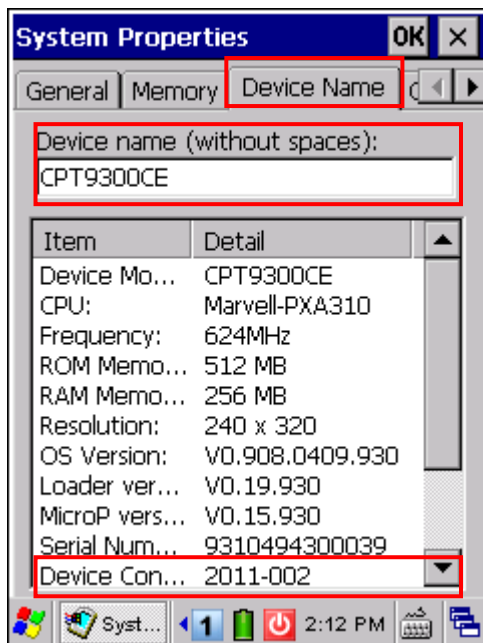 System Properties OK ×
General Memory Device Name
Device name (without spaces):
CPT9300CE
Item Detail
Device Mo... CPT9300CE
CPU: Marvell-PXA310
Frequency: 624MHz
ROM Memo... 512 MB
RAM Memo... 256 MB
Resolution: 240 x 320
OS Version: V0.908.0409.930
Loader ver... V0.19.930
MicroP vers... V0.15.930
Serial Num... 9310494300039
Device Con... 2011-002
Syst... 1 2:12 PM